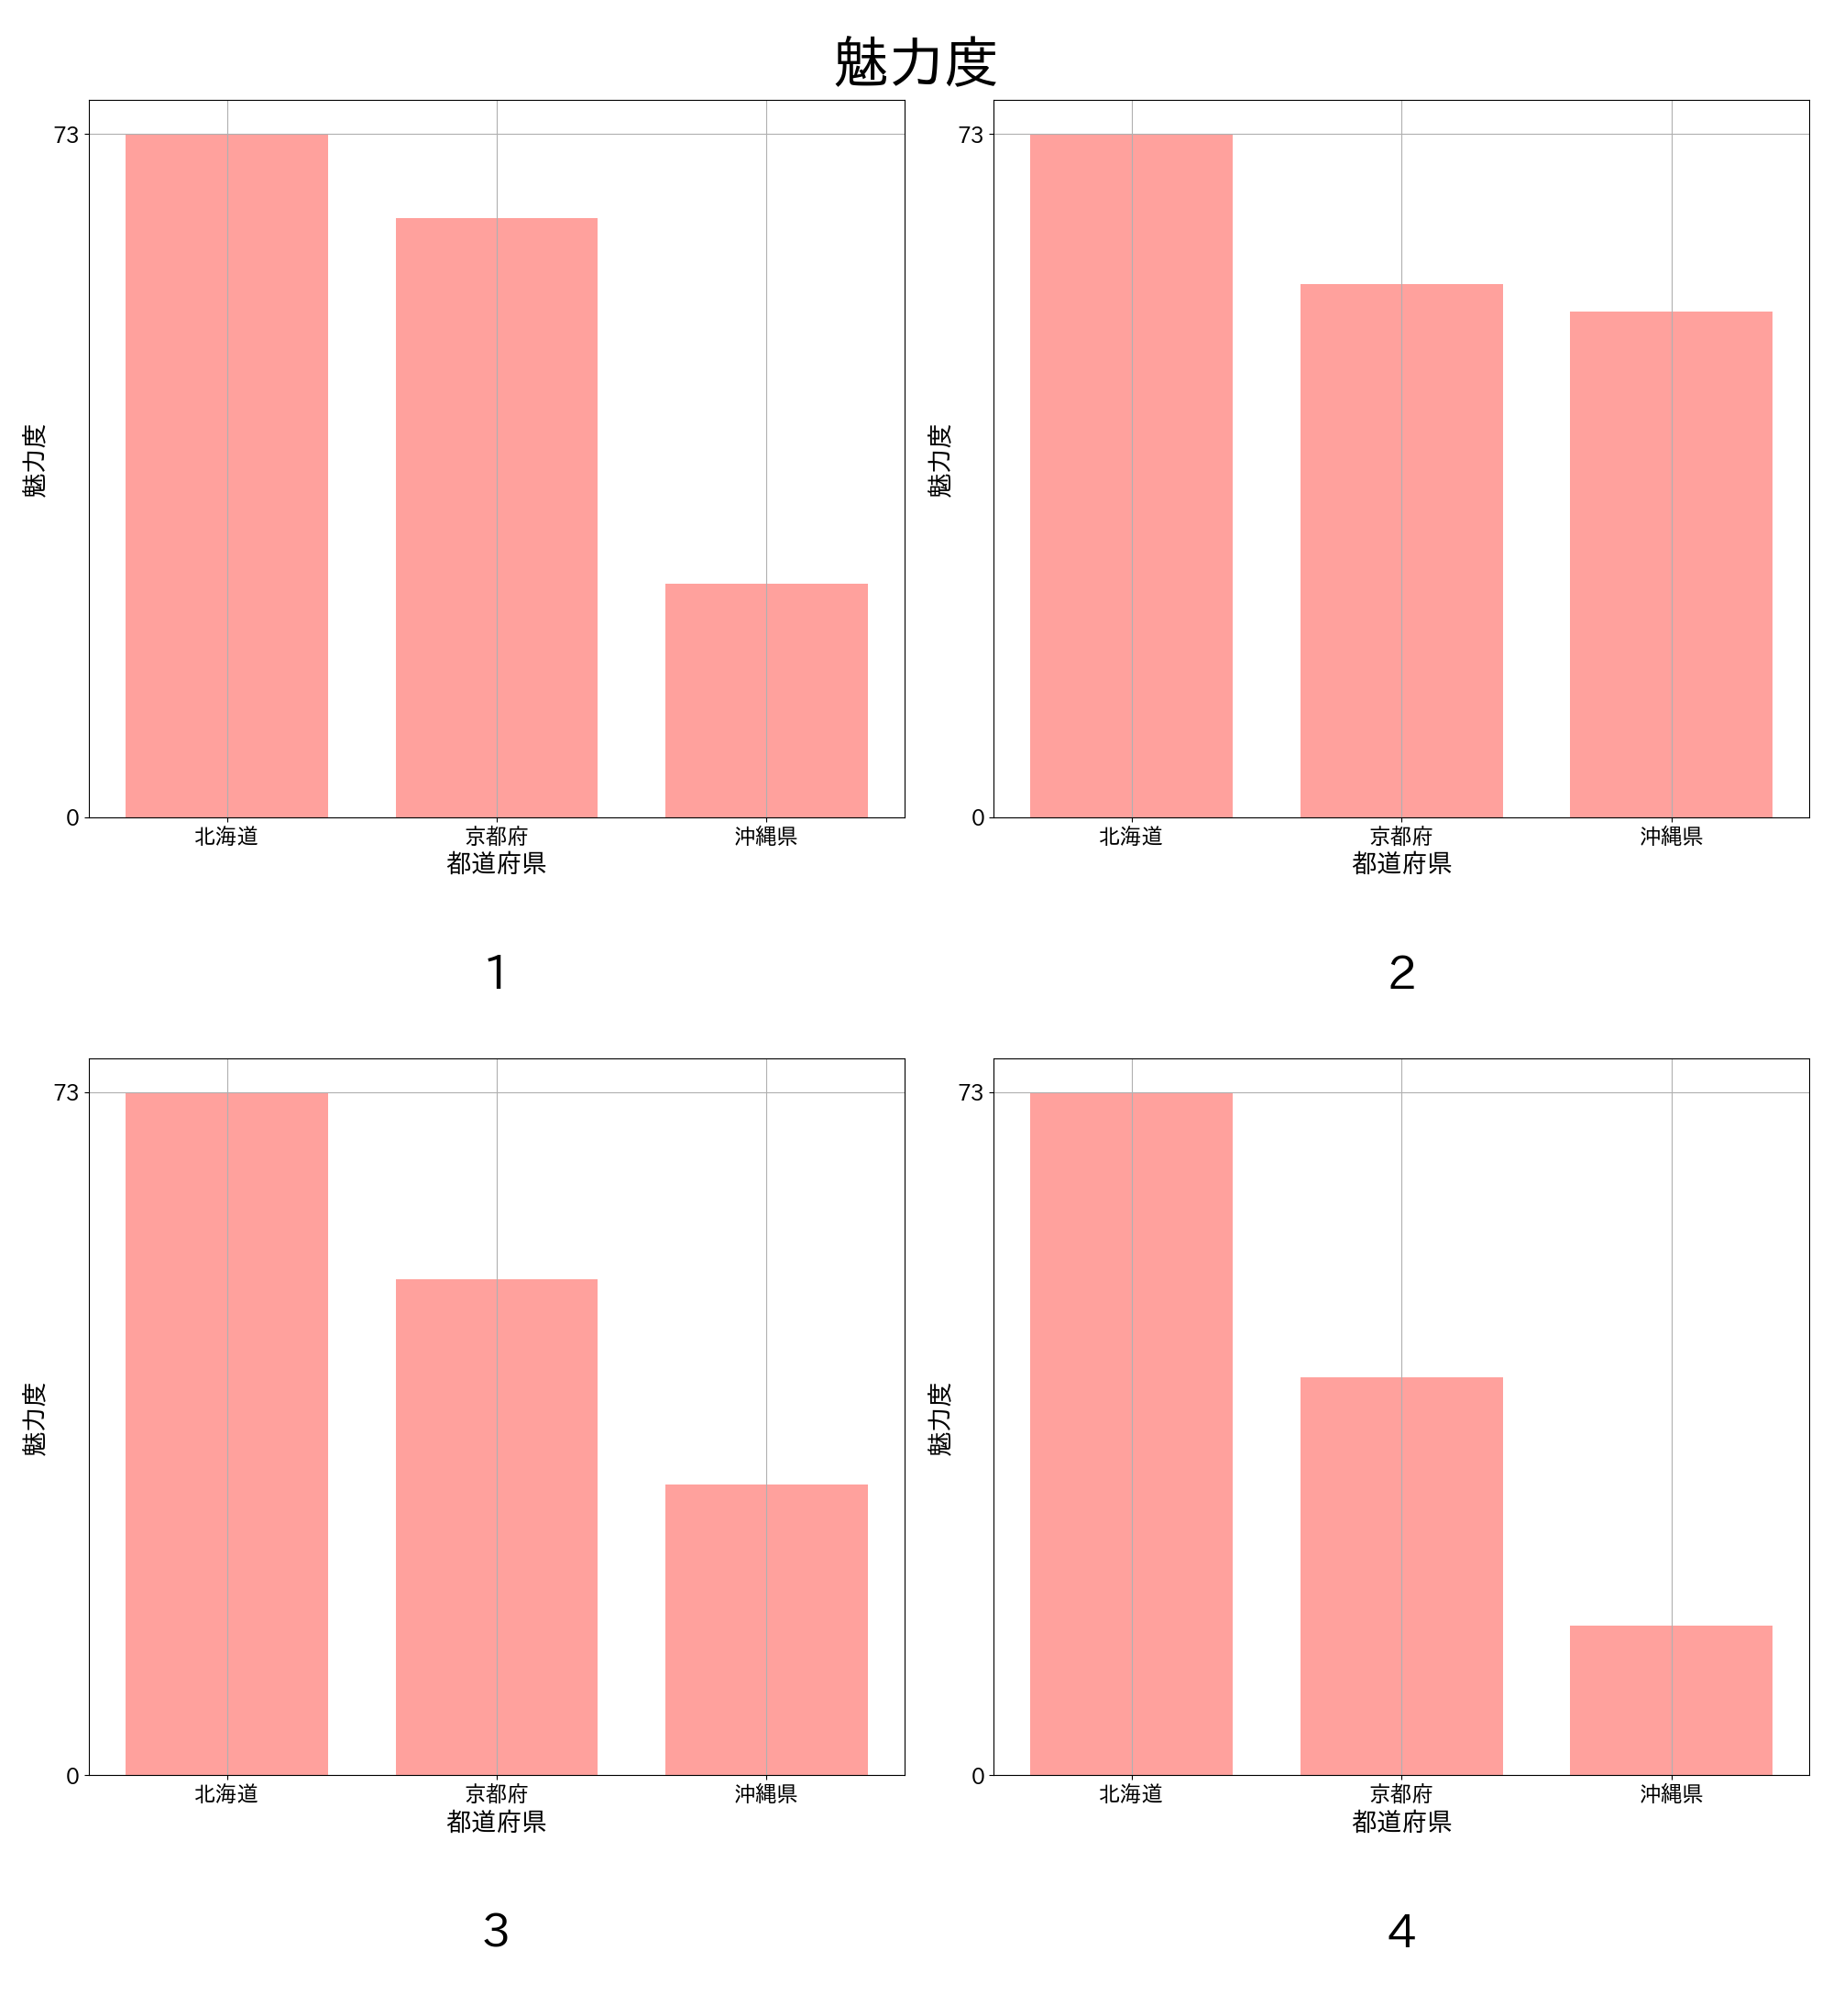 魅力度
73
魅力度
0
北海道 京都府 沖縄県
都道府県
1
73
魅力度
0
北海道 京都府 沖縄県
都道府県
2
73
魅力度
0
北海道 京都府 沖縄県
都道府県
3
73
魅力度
0
北海道 京都府 沖縄県
都道府県
4